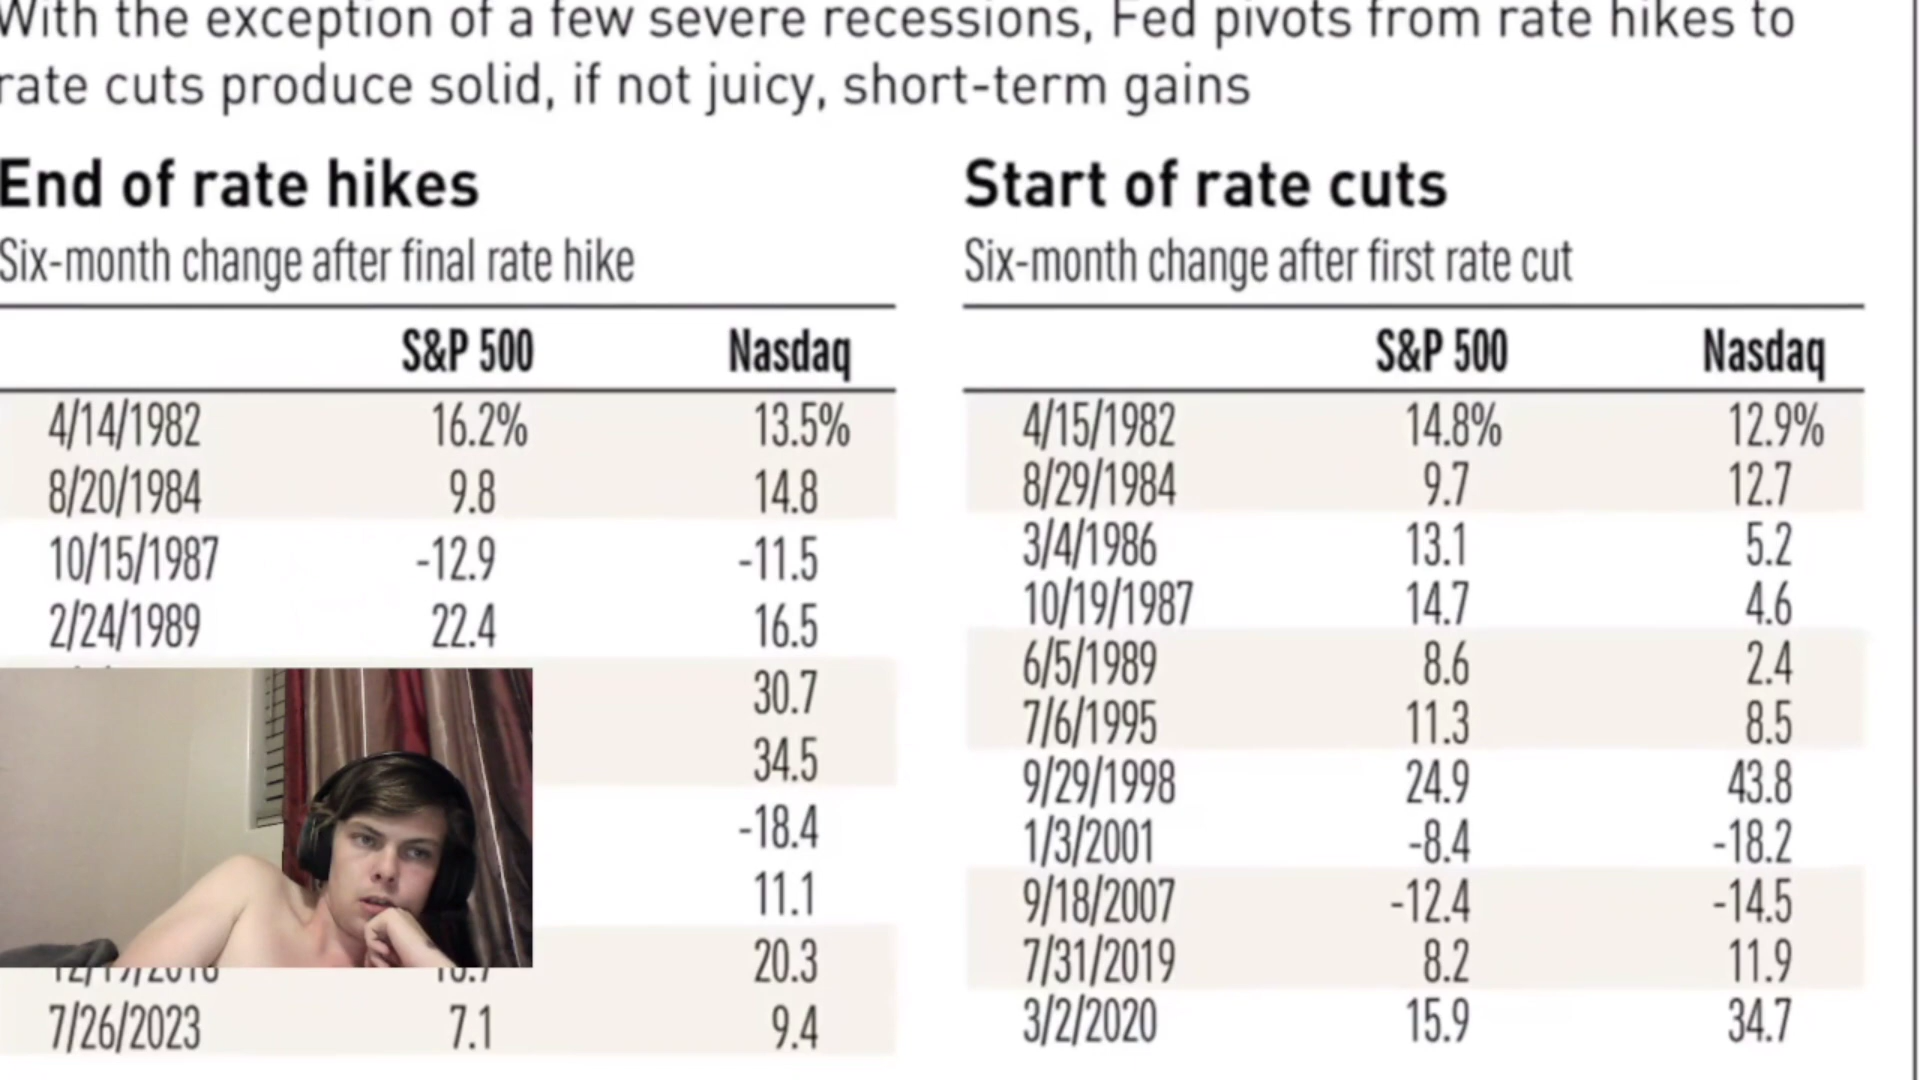 With the exception of a few severe recessions, Fed pivots from rate hikes to
rate cuts produce solid, if not juicy, short-term gains
End of rate hikes
Six-month change after final rate hike
S&P 500 Nasdaq
4/14/1982 16.2% 13.5%
8/20/1984 9.8 14.8
10/15/1987 -12.9 -11.5
2/24/1989 22.4 16.5
30.7
34.5
-18.4
11.1
20.3
7/26/2023 7.1 9.4
Start of rate cuts
Six-month change after first rate cut
S&P 500 Nasdaq
4/15/1982 14.8% 12.9%
8/29/1984 9.7 12.7
3/4/1986 13.1 5.2
10/19/1987 14.7 4.6
6/5/1989 8.6 2.4
7/6/1995 11.3 8.5
9/29/1998 24.9 43.8
1/3/2001 -8.4 -18.2
9/18/2007 -12.4 -14.5
7/31/2019 8.2 11.9
3/2/2020 15.9 34.7